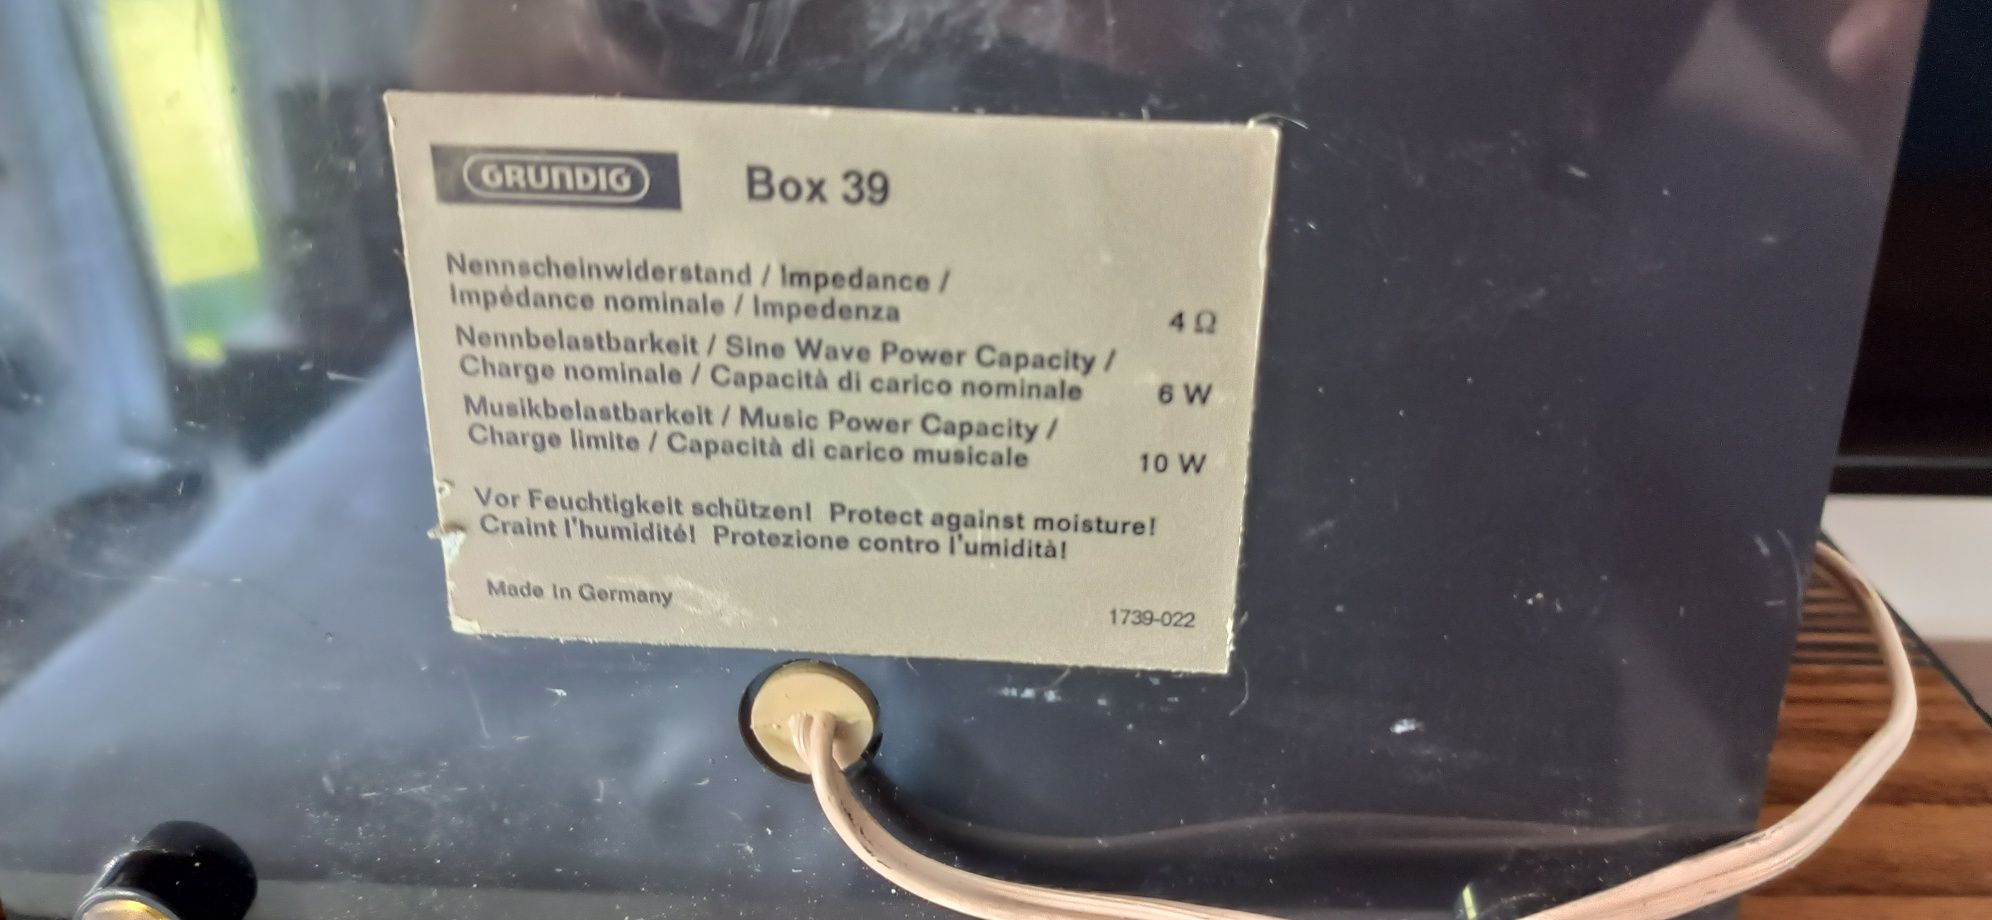 GRUNDIG Box 39
Nennscheinwiderstand / Impedance /
Impédance nominale / Impedenza 4 Ω
Nennbelastbarkeit / Sine Wave Power Capacity /
Charge nominale / Capacità di carico nominale 6 W
Musikbelastbarkeit / Music Power Capacity /
Charge limite / Capacità di carico musicale 10 W
Vor Feuchtigkeit schützen! Protect against moisture!
Craint l'humidité! Protezione contro l'umidità!
Made in Germany
1739-022